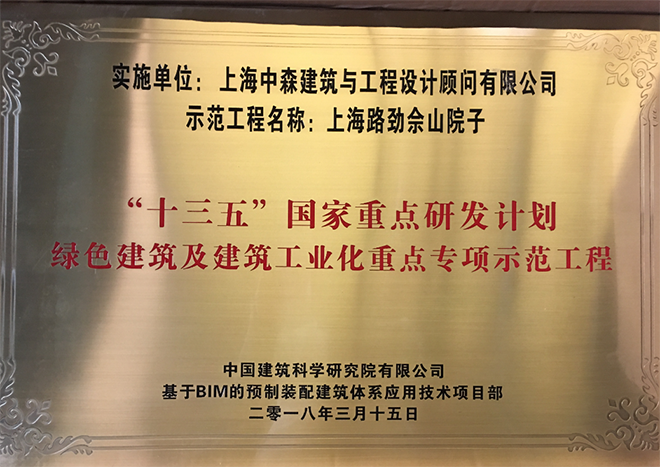 实施单位：上海中森建筑与工程设计顾问有限公司
示范工程名称：上海路劲佘山院子
“十三五”国家重点研发计划
绿色建筑及建筑工业化重点专项示范工程
中国建筑科学研究院有限公司
基于BIM的预制装配建筑体系应用技术项目部
二零一八年三月十五日